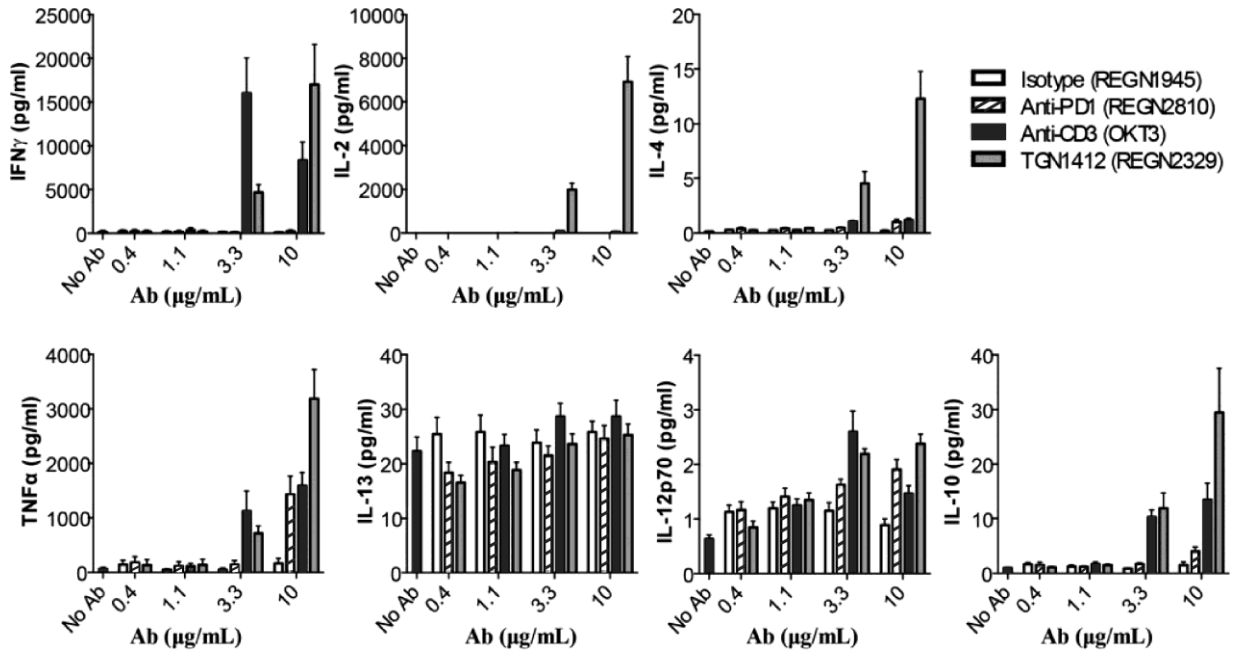 IFNγ (pg/ml)
25000
20000
15000
10000
5000
0
No Ab
0.4
1.1
3.3
10
Ab (μg/mL)
IL-2 (pg/ml)
10000
8000
6000
4000
2000
0
No Ab
0.4
1.1
3.3
10
Ab (μg/mL)
IL-4 (pg/ml)
20
15
10
5
0
No Ab
0.4
1.1
3.3
10
Ab (μg/mL)
Isotype (REGN1945)
Anti-PD1 (REGN2810)
Anti-CD3 (OKT3)
TGN1412 (REGN2329)
TNFα (pg/ml)
4000
3000
2000
1000
0
No Ab
0.4
1.1
3.3
10
Ab (μg/mL)
IL-13 (pg/ml)
40
30
20
10
0
No Ab
0.4
1.1
3.3
10
Ab (μg/mL)
IL-12p70 (pg/ml)
4
3
2
1
0
No Ab
0.4
1.1
3.3
10
Ab (μg/mL)
IL-10 (pg/ml)
40
30
20
10
0
No Ab
0.4
1.1
3.3
10
Ab (μg/mL)